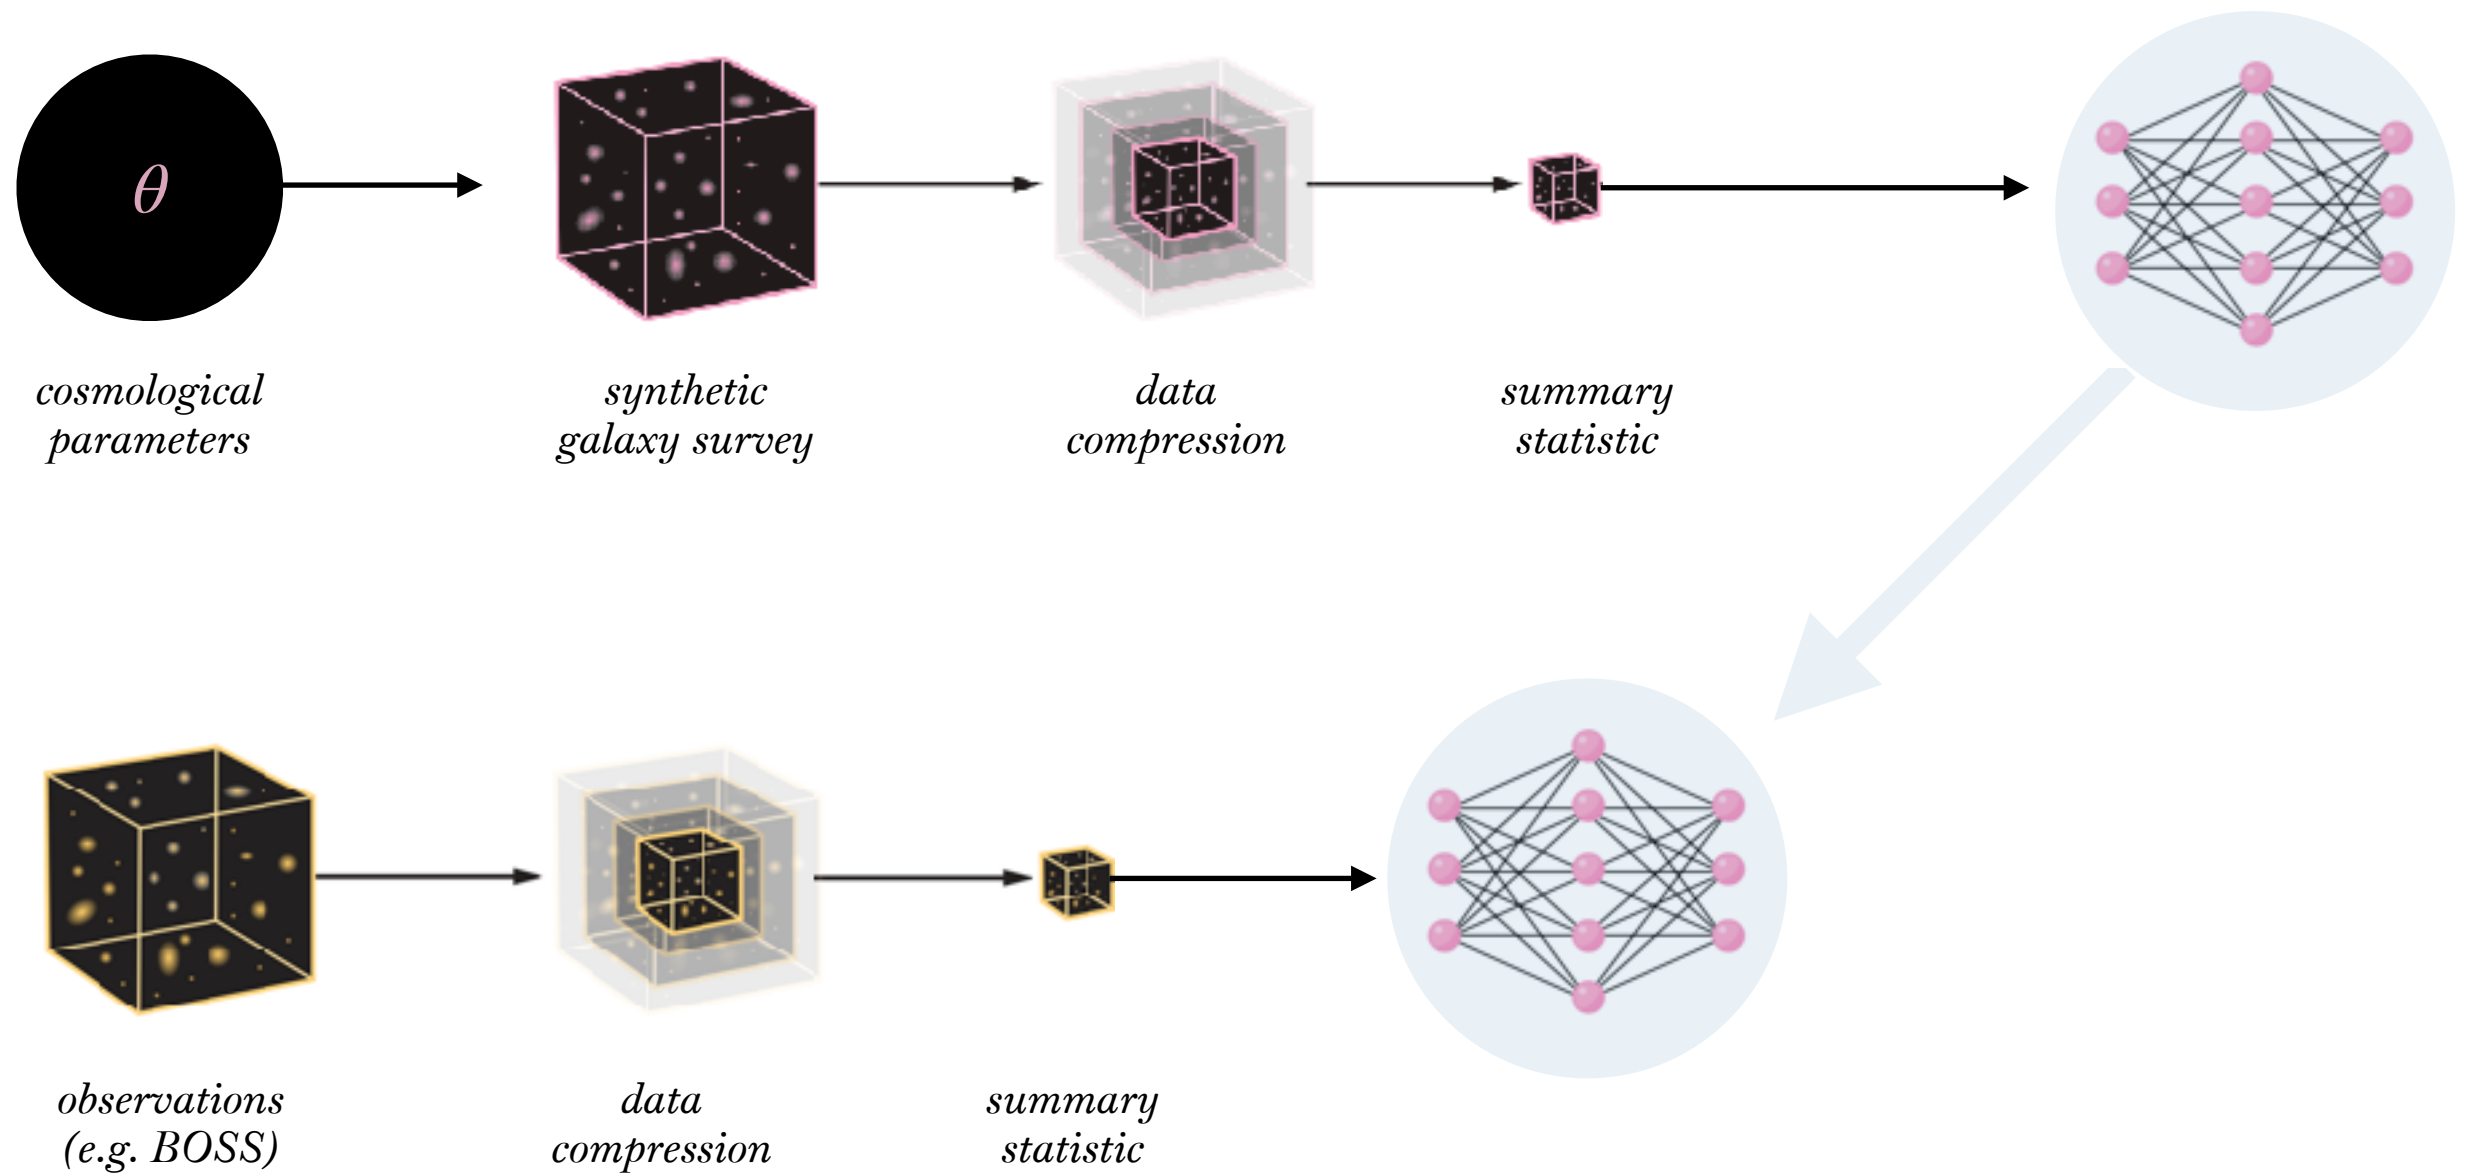 θ
cosmological
parameters
synthetic
galaxy survey
data
compression
summary
statistic
observations
(e.g. BOSS)
data
compression
summary
statistic